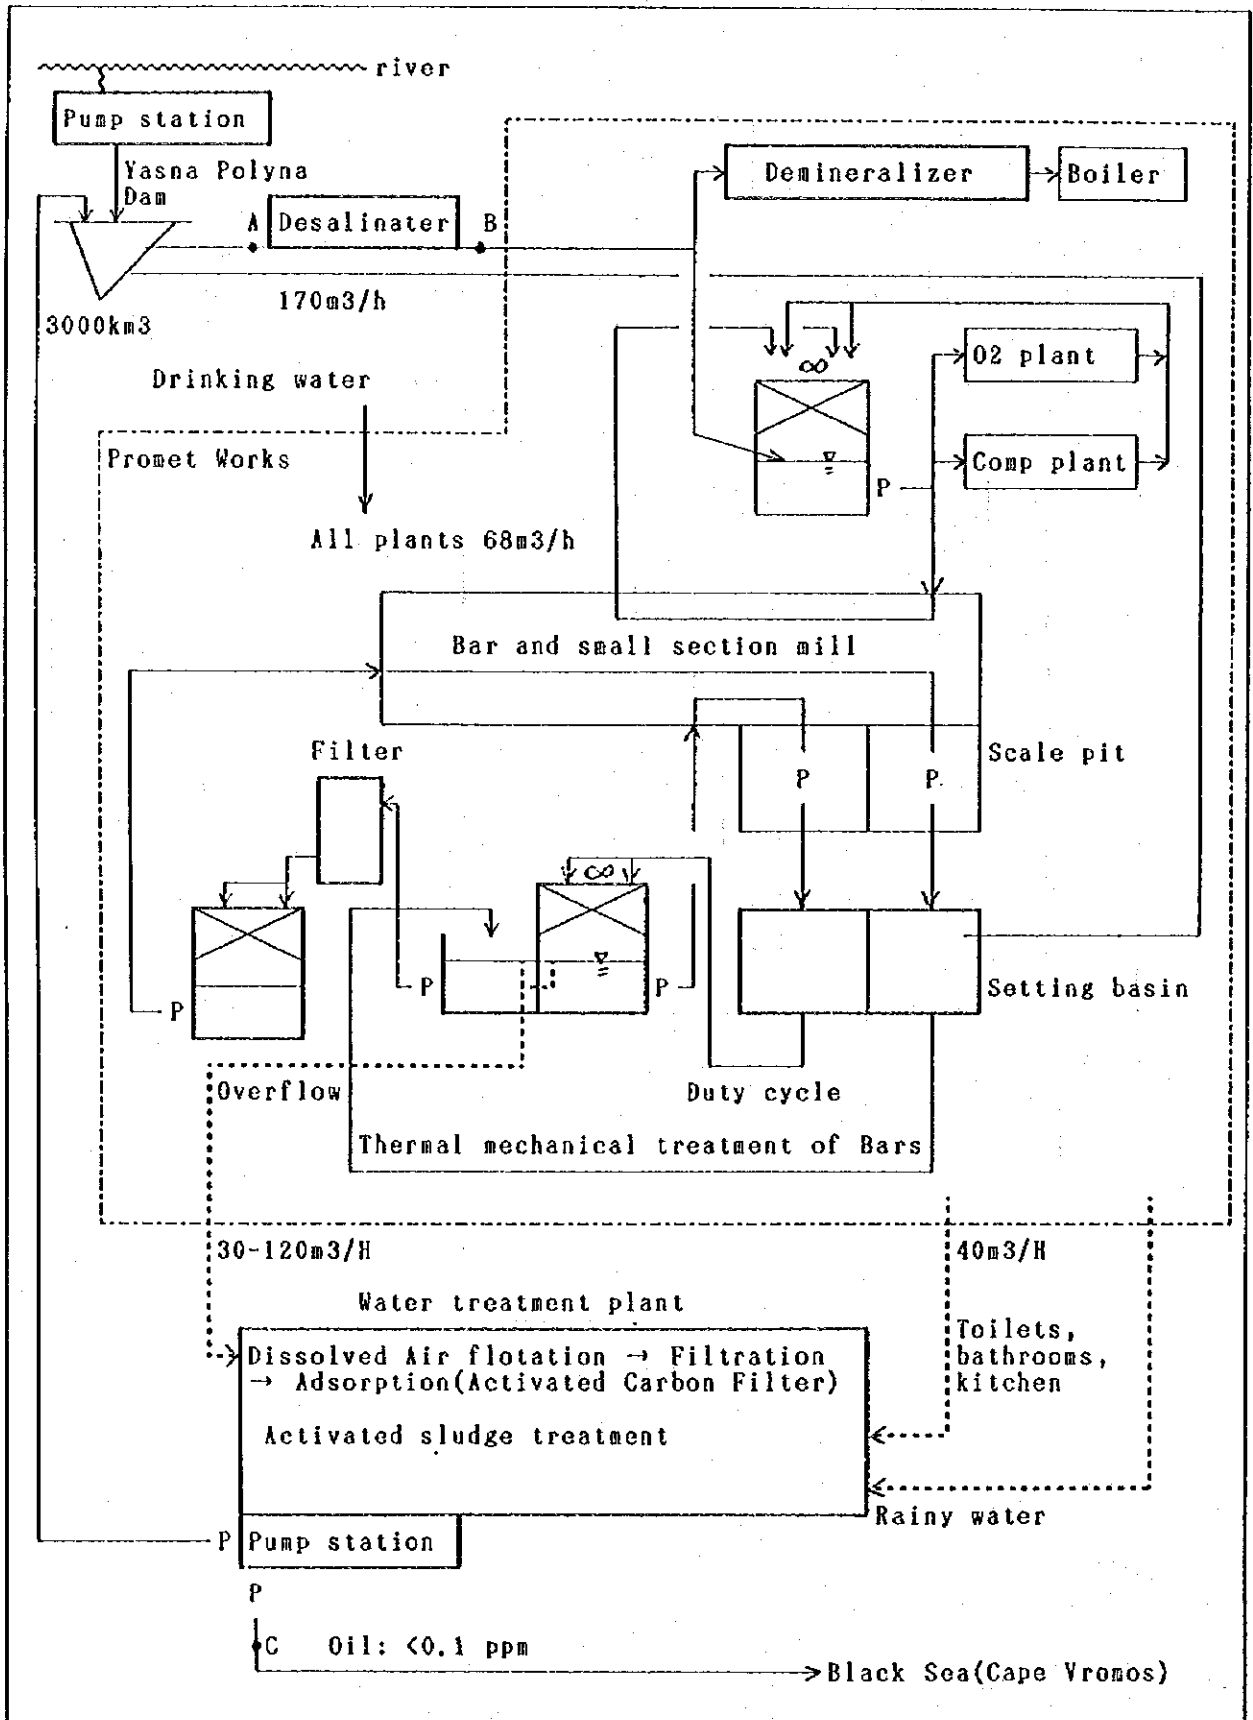 river
Pump station
Yasna Polyna
Dam
A
Desalinater
B
Demineralizer
Boiler
170m3/h
3000km3
Drinking water
O2 plant
∞
Promet Works
Comp plant
P
All plants 68m3/h
Bar and small section mill
Filter
Scale pit
P
P
∞
P
P
P
Setting basin
Overflow
Duty cycle
Thermal mechanical treatment of Bars
30-120m3/H
40m3/H
Water treatment plant
Toilets,
bathrooms,
kitchen
Dissolved Air flotation → Filtration
→ Adsorption(Activated Carbon Filter)
Activated sludge treatment
Rainy water
P
Pump station
P
C
Oil: <0.1 ppm
Black Sea(Cape Vromos)